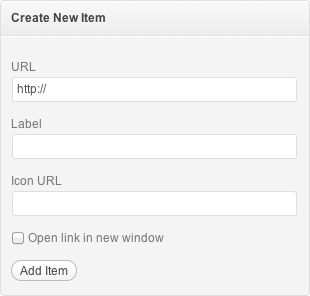 Create New Item
URL
http://
Label
Icon URL
Open link in new window
Add Item